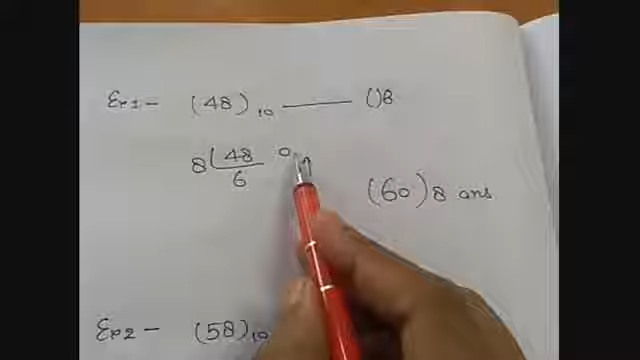 Ex1 - (48)10 —— ()8
8(48 0 ↑
6
(60)8 ans
Ex2 - (58)10